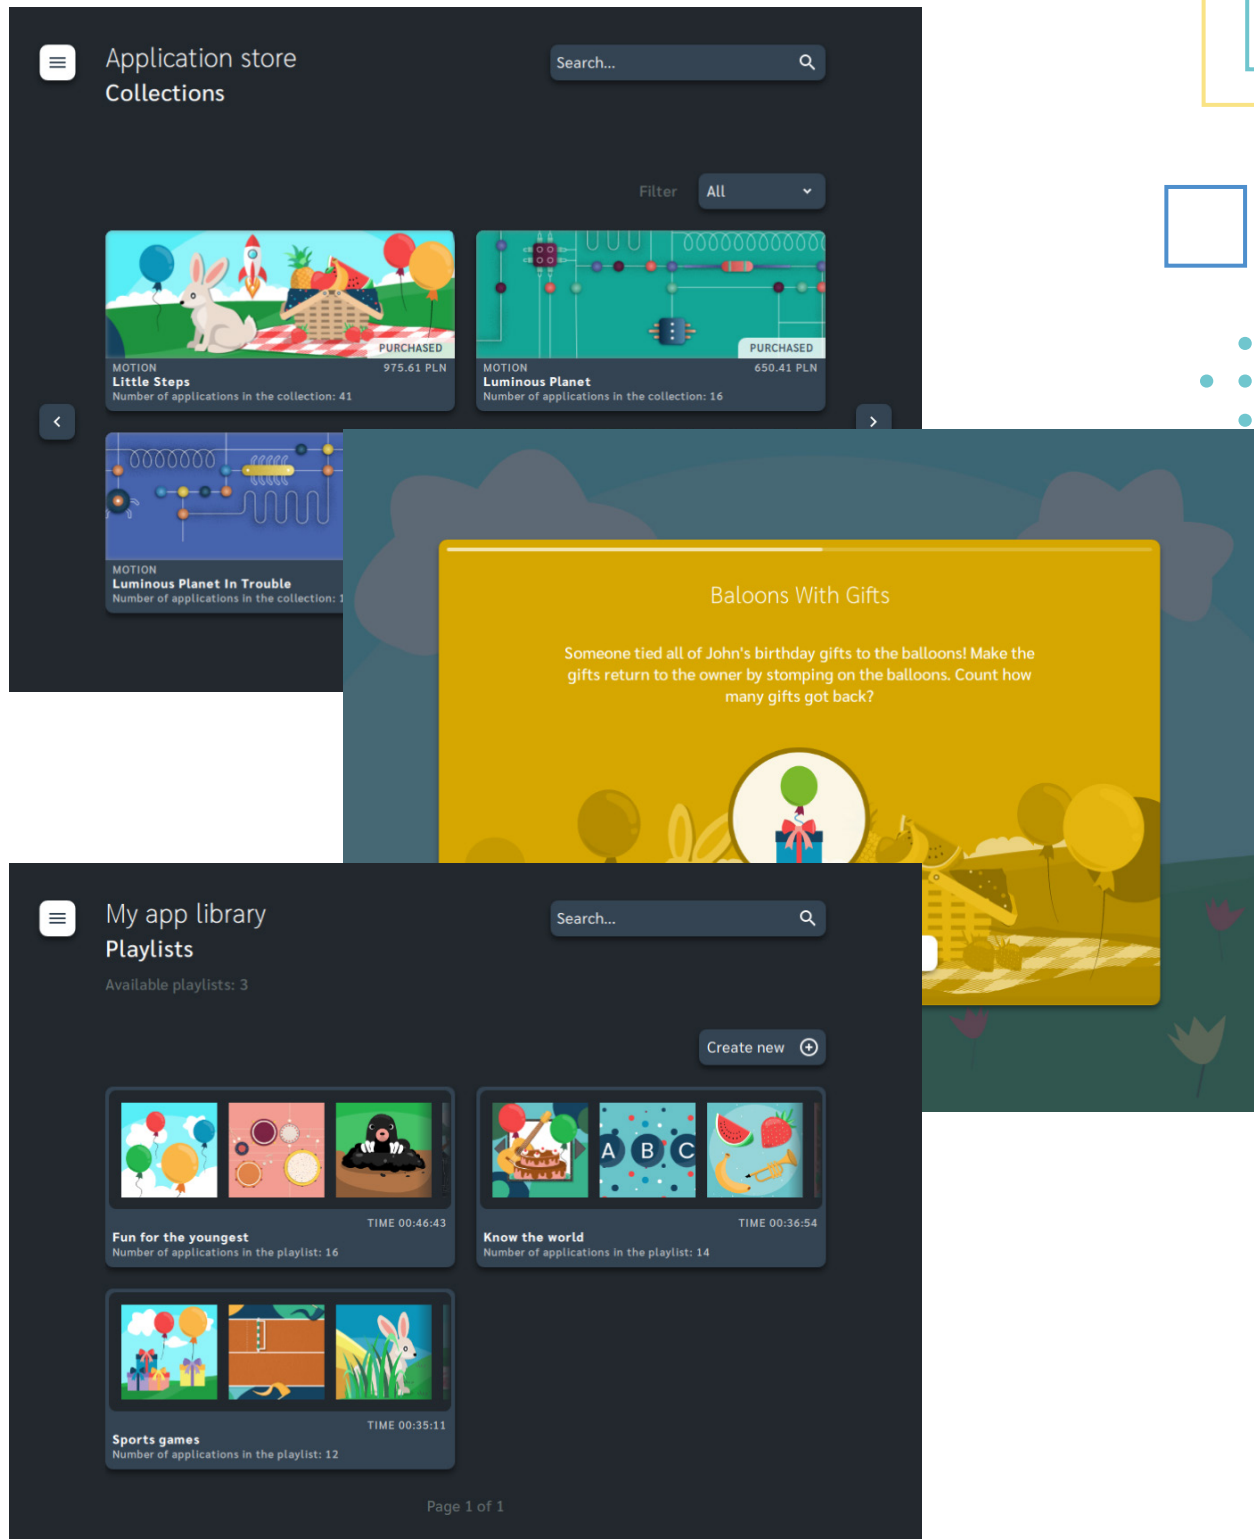 Application store
Collections
Search...
Filter
All
PURCHASED
MOTION
975.61 PLN
Little Steps
Number of applications in the collection: 41
PURCHASED
MOTION
650.41 PLN
Luminous Planet
Number of applications in the collection: 16
MOTION
Luminous Planet In Trouble
Number of applications in the collection:
Baloons With Gifts
Someone tied all of John's birthday gifts to the balloons! Make the
gifts return to the owner by stomping on the balloons. Count how
many gifts got back?
My app library
Playlists
Available playlists: 3
Search...
Create new
TIME 00:46:43
Fun for the youngest
Number of applications in the playlist: 16
A B C
TIME 00:36:54
Know the world
Number of applications in the playlist: 14
TIME 00:35:11
Sports games
Number of applications in the playlist: 12
Page 1 of 1